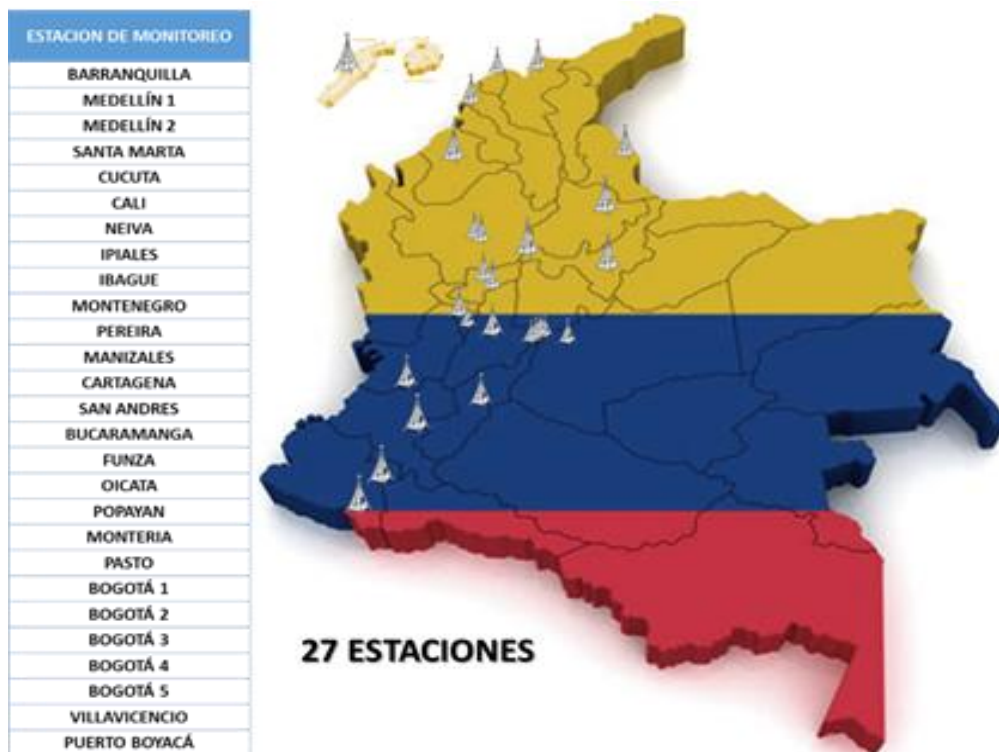 ESTACION DE MONITOREO
BARRANQUILLA
MEDELLÍN 1
MEDELLÍN 2
SANTA MARTA
CUCUTA
CALI
NEIVA
IPIALES
IBAGUE
MONTENEGRO
PEREIRA
MANIZALES
CARTAGENA
SAN ANDRES
BUCARAMANGA
FUNZA
OICATA
POPAYAN
MONTERIA
PASTO
BOGOTÁ 1
BOGOTÁ 2
BOGOTÁ 3
BOGOTÁ 4
BOGOTÁ 5
VILLAVICENCIO
PUERTO BOYACÁ
27 ESTACIONES